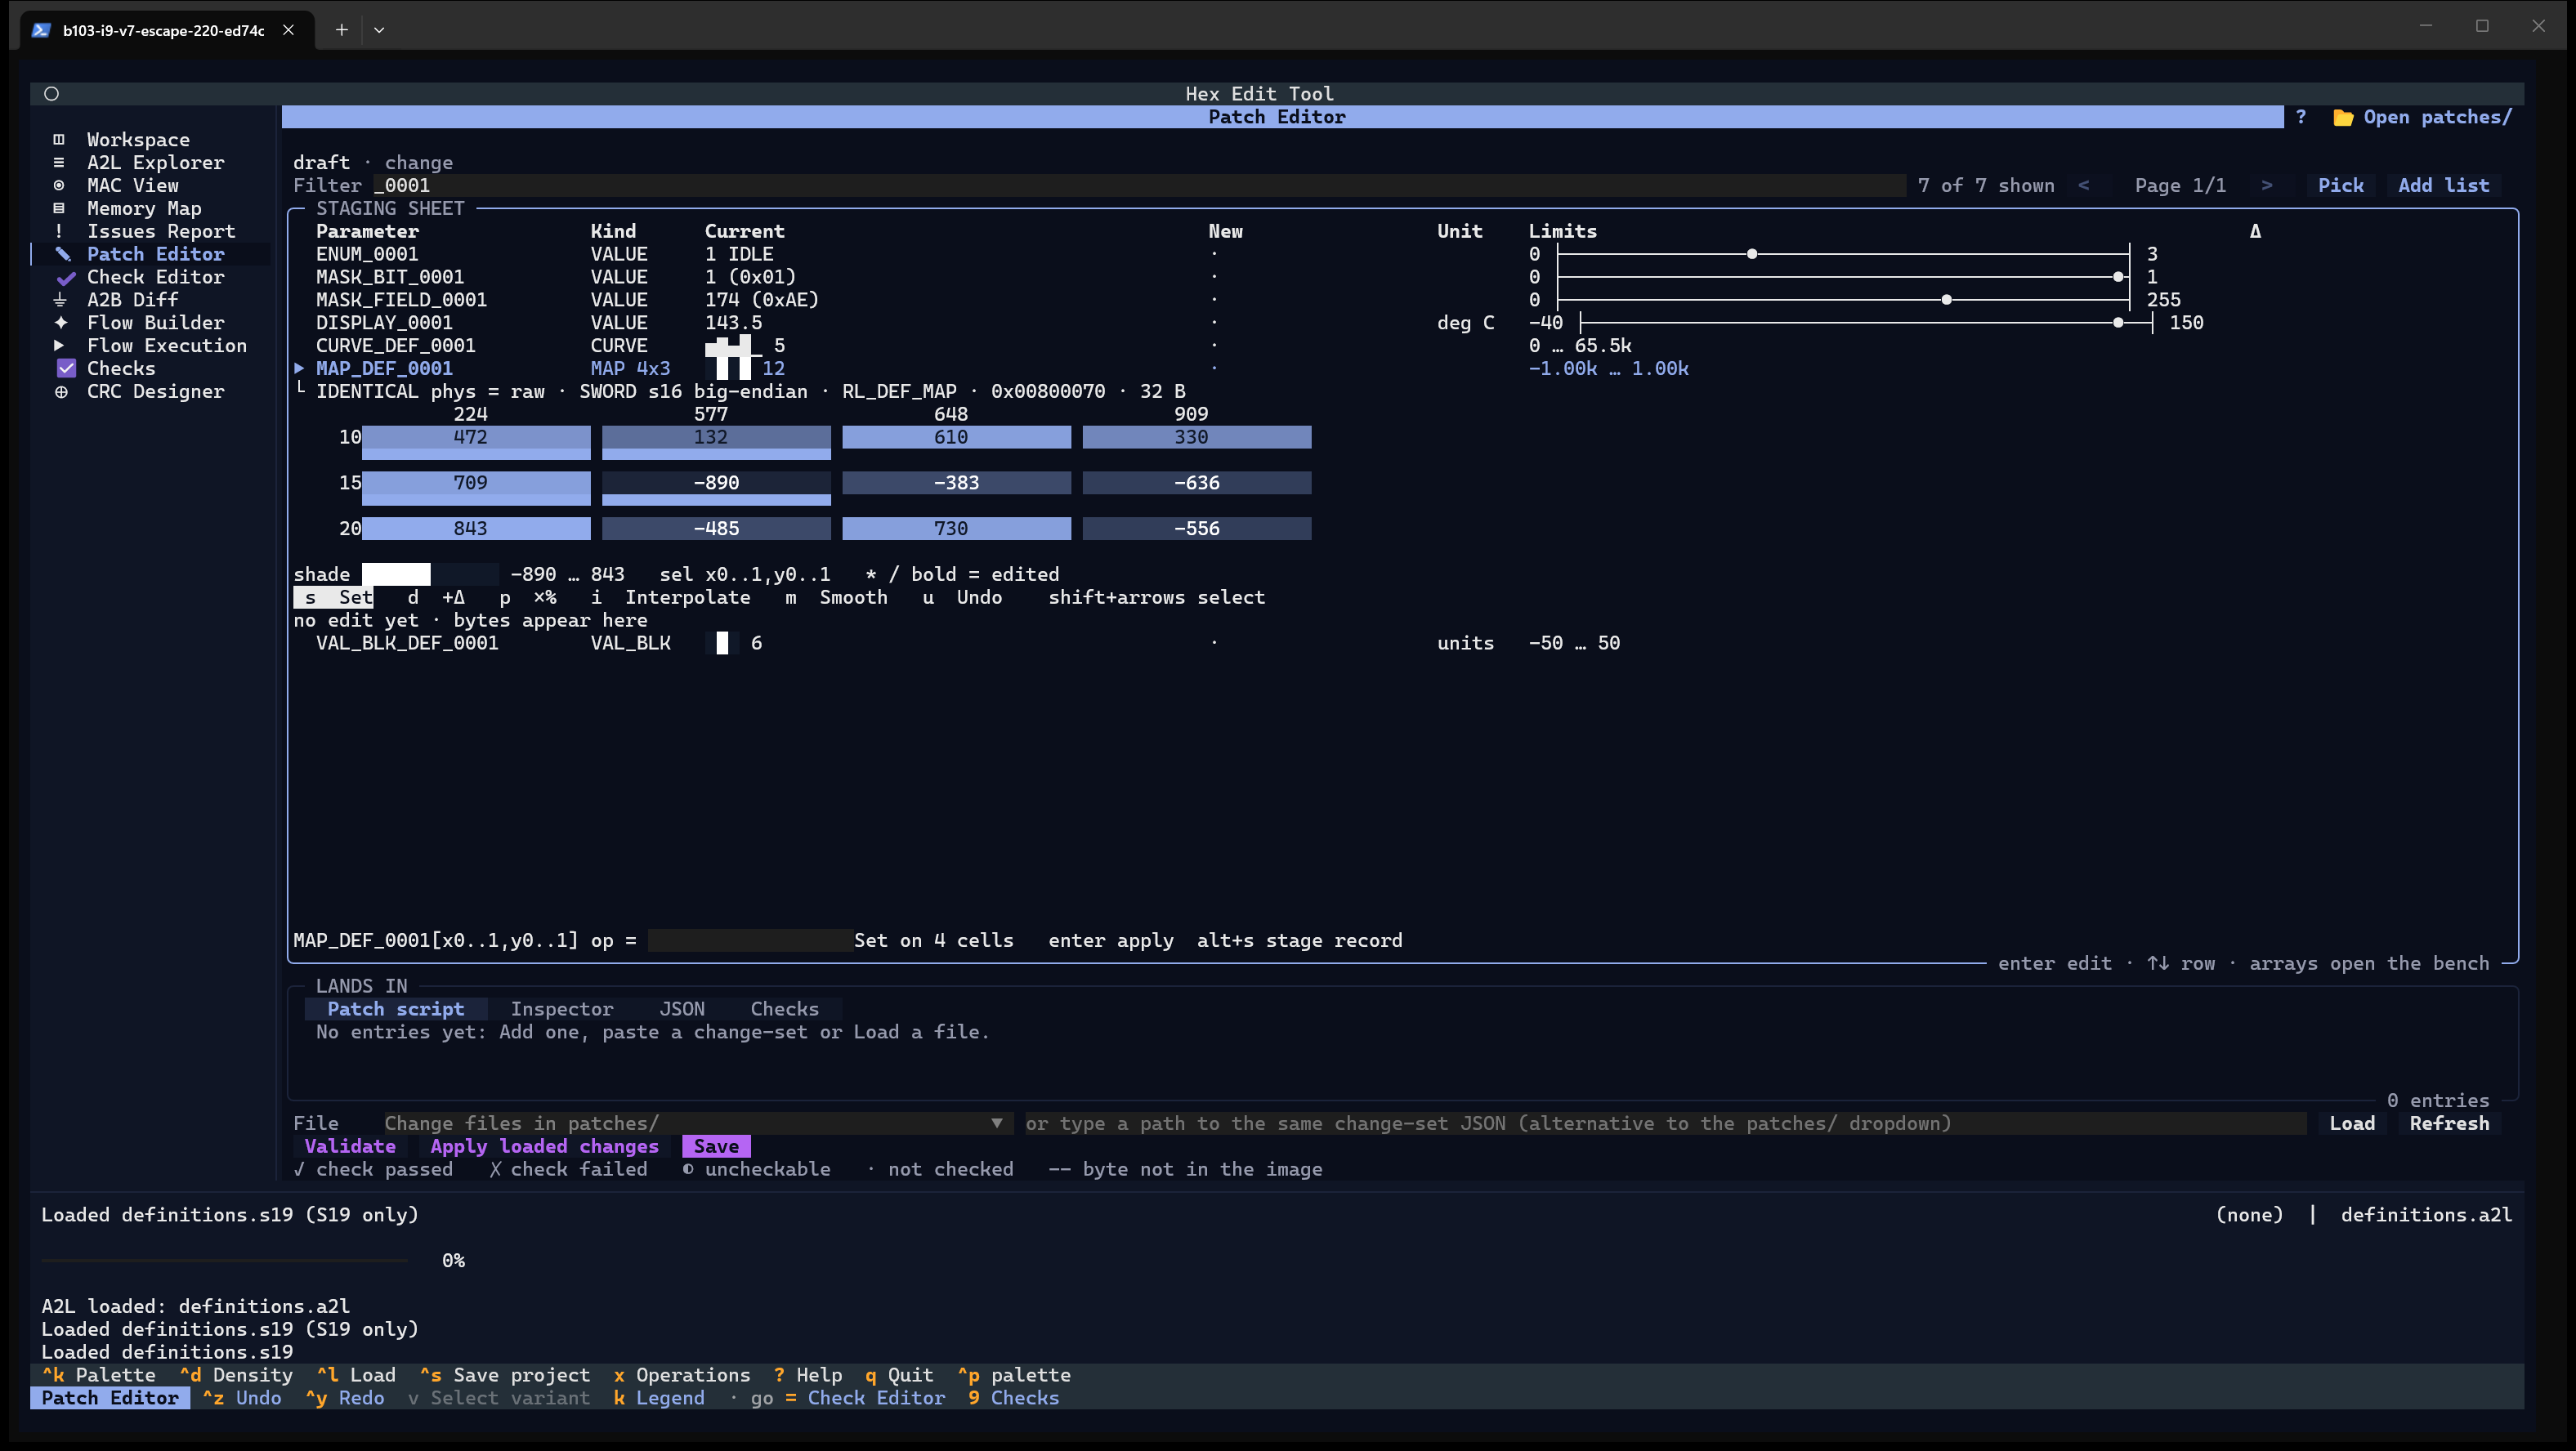 b103-i9-v7-escape-220-ed74c
Hex Edit Tool
Patch Editor ? Open patches/
Workspace
A2L Explorer
MAC View
Memory Map
! Issues Report
Patch Editor
Check Editor
A2B Diff
Flow Builder
Flow Execution
Checks
CRC Designer
draft · change
Filter _0001 7 of 7 shown < Page 1/1 > Pick Add list
STAGING SHEET
Parameter Kind Current New Unit Limits Δ
ENUM_0001 VALUE 1 IDLE · 0 3
MASK_BIT_0001 VALUE 1 (0x01) · 0 1
MASK_FIELD_0001 VALUE 174 (0xAE) · 0 255
DISPLAY_0001 VALUE 143.5 · deg C −40 150
CURVE_DEF_0001 CURVE 5 · 0 … 65.5k
▶ MAP_DEF_0001 MAP 4x3 12 · −1.00k … 1.00k
└ IDENTICAL phys = raw · SWORD s16 big-endian · RL_DEF_MAP · 0x00800070 · 32 B
224 577 648 909
10 472 132 610 330
15 709 −890 −383 −636
20 843 −485 730 −556
shade −890 … 843 sel x0..1,y0..1 * / bold = edited
s Set d +Δ p ×% i Interpolate m Smooth u Undo shift+arrows select
no edit yet · bytes appear here
VAL_BLK_DEF_0001 VAL_BLK 6 · units −50 … 50
MAP_DEF_0001[x0..1,y0..1] op = Set on 4 cells enter apply alt+s stage record
enter edit · ↑↓ row · arrays open the bench
LANDS IN
Patch script Inspector JSON Checks
No entries yet: Add one, paste a change-set or Load a file.
0 entries
File Change files in patches/ ▼ or type a path to the same change-set JSON (alternative to the patches/ dropdown) Load Refresh
Validate Apply loaded changes Save
√ check passed ╳ check failed ◐ uncheckable · not checked −− byte not in the image
Loaded definitions.s19 (S19 only) (none) | definitions.a2l
0%
A2L loaded: definitions.a2l
Loaded definitions.s19 (S19 only)
Loaded definitions.s19
^k Palette ^d Density ^l Load ^s Save project x Operations ? Help q Quit ^p palette
Patch Editor ^z Undo ^y Redo v Select variant k Legend · go = Check Editor 9 Checks